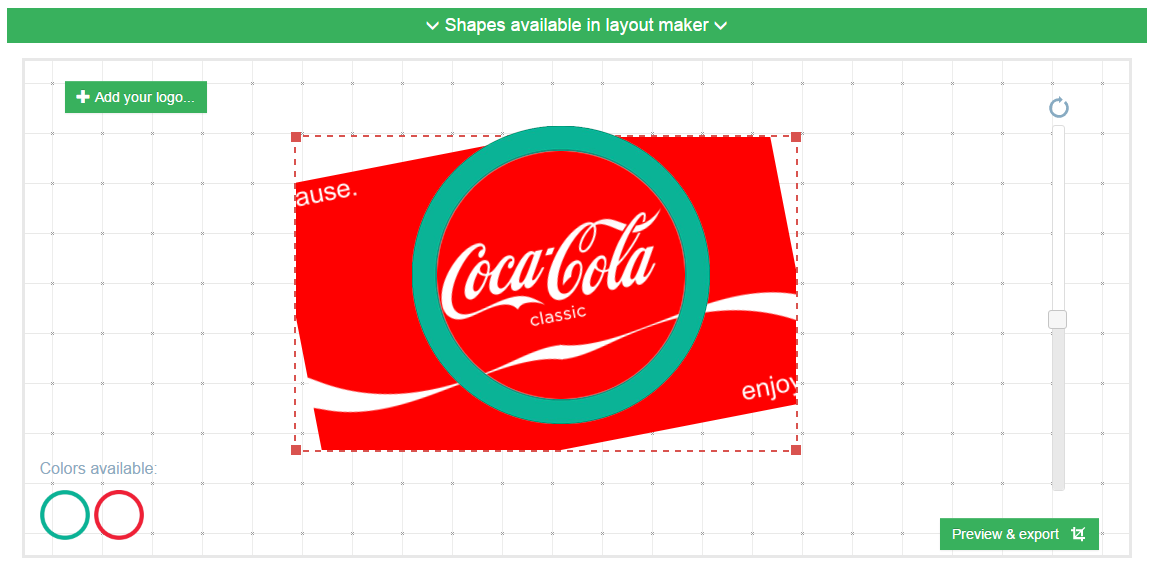 Shapes available in layout maker
Add your logo...
ause.
Coca-Cola
classic
enjoy
Colors available:
Preview & export